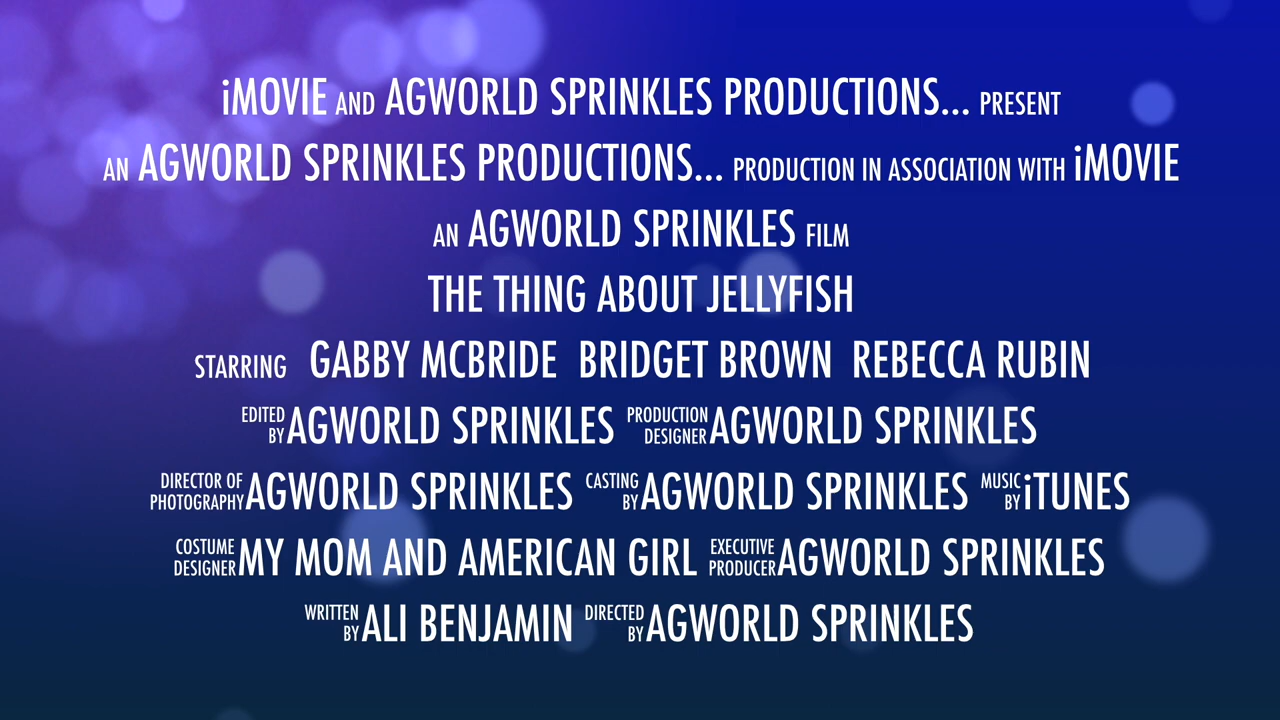 iMOVIE AND AGWORLD SPRINKLES PRODUCTIONS... PRESENT
AN AGWORLD SPRINKLES PRODUCTIONS... PRODUCTION IN ASSOCIATION WITH iMOVIE
AN AGWORLD SPRINKLES FILM
THE THING ABOUT JELLYFISH
STARRING GABBY MCBRIDE BRIDGET BROWN REBECCA RUBIN
EDITED BY AGWORLD SPRINKLES PRODUCTION DESIGNER AGWORLD SPRINKLES
DIRECTOR OF PHOTOGRAPHY AGWORLD SPRINKLES CASTING BY AGWORLD SPRINKLES MUSIC BY iTUNES
COSTUME DESIGNER MY MOM AND AMERICAN GIRL EXECUTIVE PRODUCER AGWORLD SPRINKLES
WRITTEN BY ALI BENJAMIN DIRECTED BY AGWORLD SPRINKLES